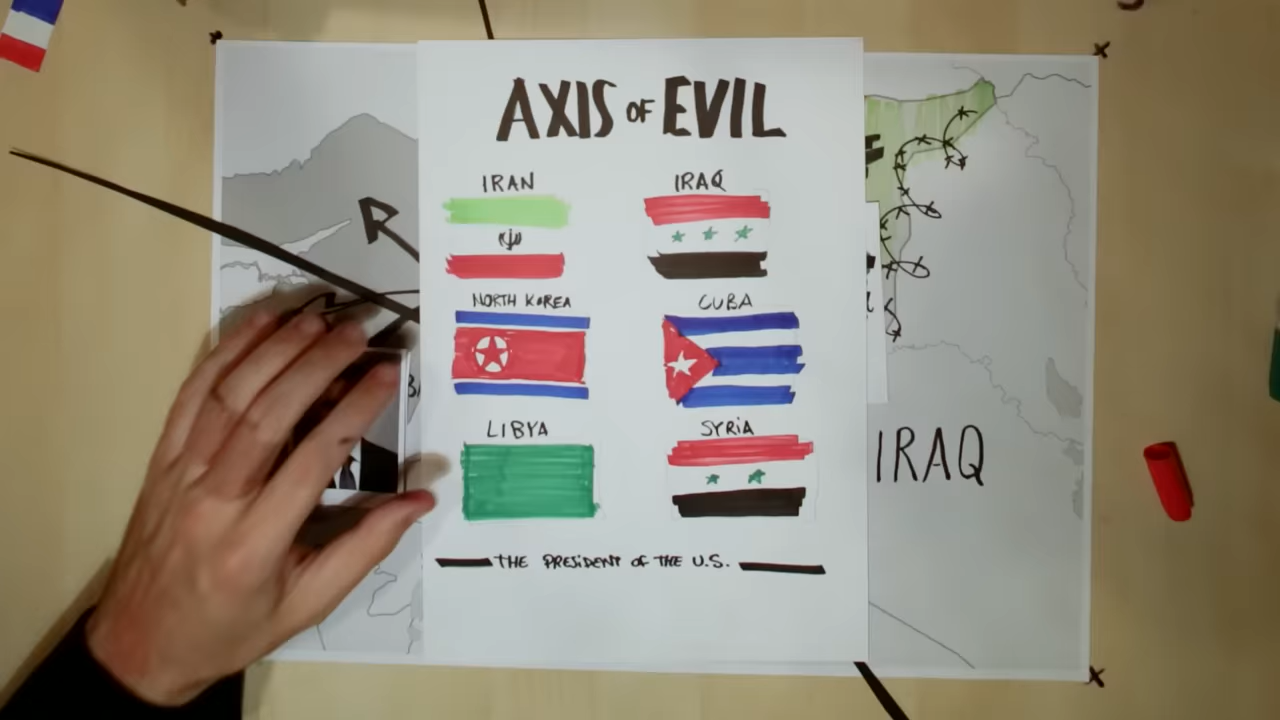 AXIS OF EVIL
IRAN
IRAQ
NORTH KOREA
CUBA
LIBYA
SYRiA
THE PRESiDENT OF THE U.S.
R
IRAQ